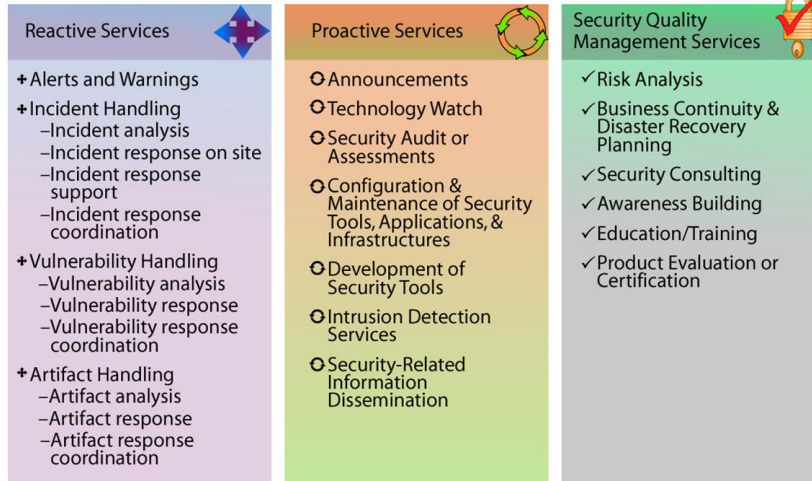 Reactive Services
+Alerts and Warnings
+Incident Handling
–Incident analysis
–Incident response on site
–Incident response
support
–Incident response
coordination
+Vulnerability Handling
–Vulnerability analysis
–Vulnerability response
–Vulnerability response
coordination
+Artifact Handling
–Artifact analysis
–Artifact response
–Artifact response
coordination
Proactive Services
Announcements
Technology Watch
Security Audit or
Assessments
Configuration &
Maintenance of Security
Tools, Applications, &
Infrastructures
Development of
Security Tools
Intrusion Detection
Services
Security-Related
Information
Dissemination
Security Quality
Management Services
✓Risk Analysis
✓Business Continuity &
Disaster Recovery
Planning
✓Security Consulting
✓Awareness Building
✓Education/Training
✓Product Evaluation or
Certification